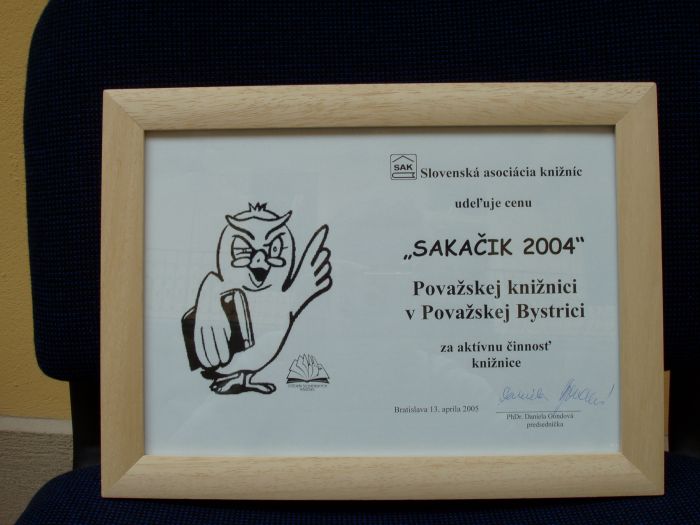 SAK
Slovenská asociácia knižníc
udeľuje cenu
„SAKAČIK 2004“
Považskej knižnici
v Považskej Bystrici
za aktívnu činnosť
knižnice
Bratislava 13. apríla 2005
PhDr. Daniela Gondová
predsedníčka